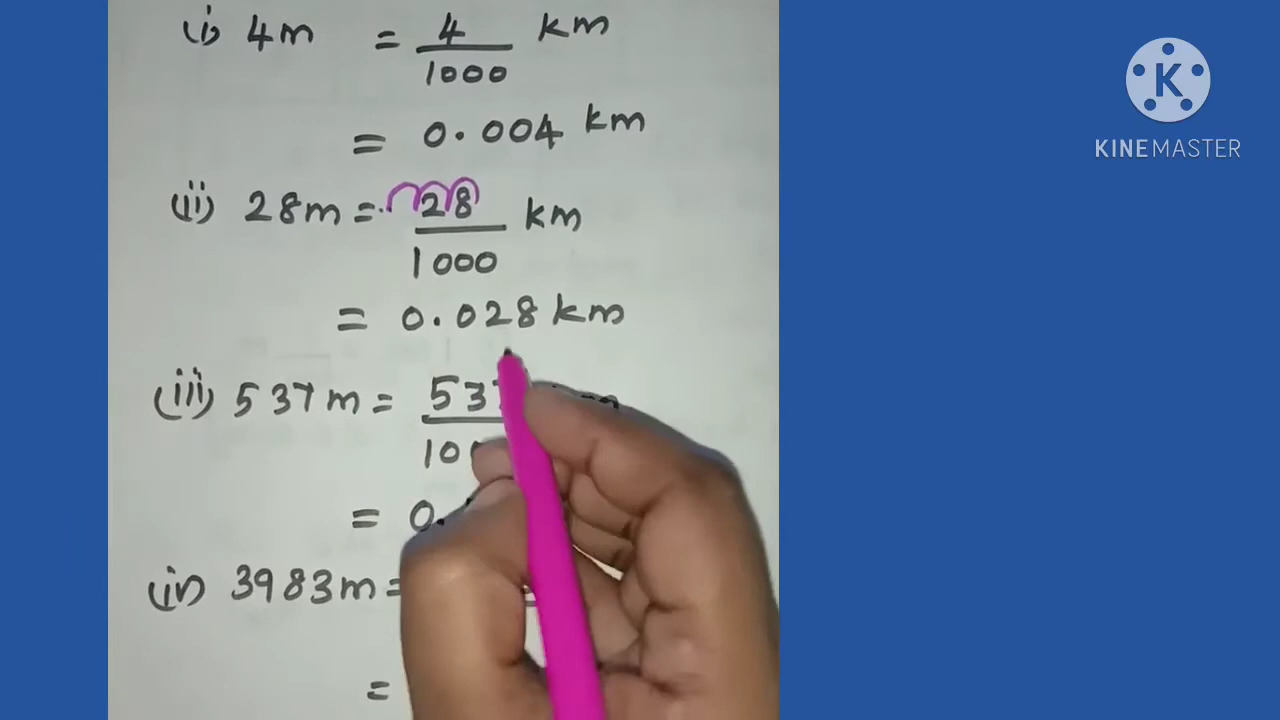 (i) 4m = 4/1000 km
= 0.004 km
(ii) 28m = 28/1000 km
= 0.028 km
(iii) 537m = 53
= 0.
(iv) 3983m =
=
K
KINEMASTER